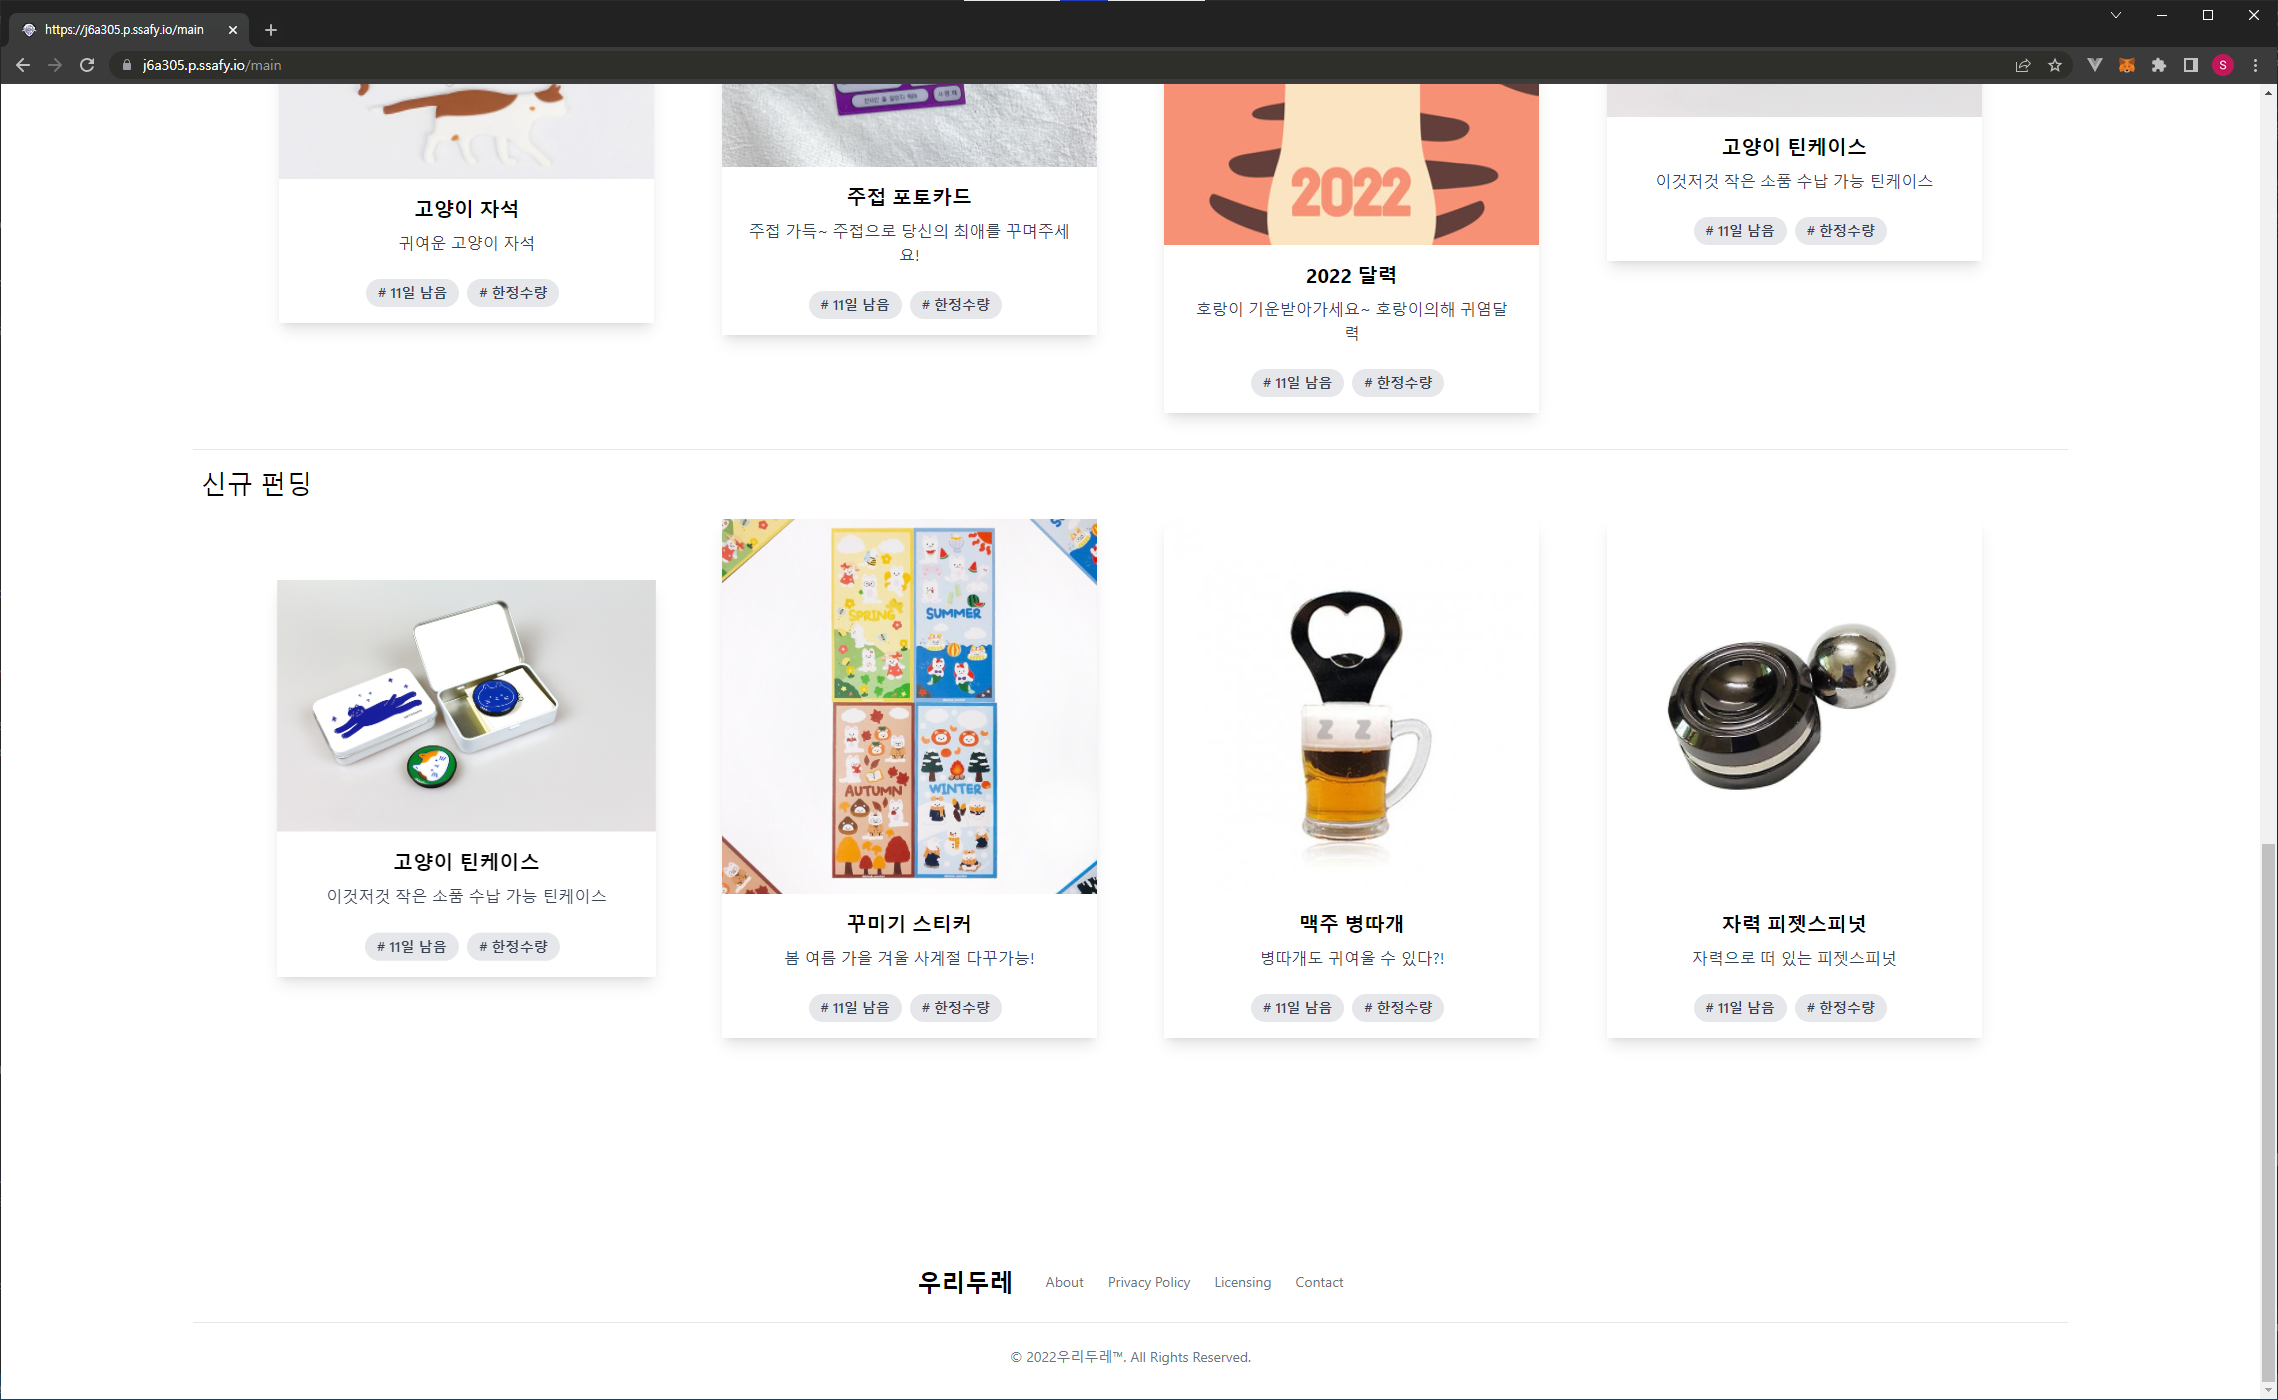 https://j6a305.p.ssafy.io/main
j6a305.p.ssafy.io/main
S
고양이 자석
귀여운 고양이 자석
# 11일 남음 # 한정수량
주접 포토카드
주접 가득~ 주접으로 당신의 최애를 꾸며주세
요!
# 11일 남음 # 한정수량
2022
2022 달력
호랑이 기운받아가세요~ 호랑이의해 귀염달
력
# 11일 남음 # 한정수량
고양이 틴케이스
이것저것 작은 소품 수납 가능 틴케이스
# 11일 남음 # 한정수량
신규 펀딩
고양이 틴케이스
이것저것 작은 소품 수납 가능 틴케이스
# 11일 남음 # 한정수량
SPRING
SUMMER
AUTUMN
WINTER
꾸미기 스티커
봄 여름 가을 겨울 사계절 다꾸가능!
# 11일 남음 # 한정수량
Z Z
맥주 병따개
병따개도 귀여울 수 있다?!
# 11일 남음 # 한정수량
자력 피젯스피넛
자력으로 떠 있는 피젯스피넛
# 11일 남음 # 한정수량
우리두레 About Privacy Policy Licensing Contact
© 2022우리두레™. All Rights Reserved.